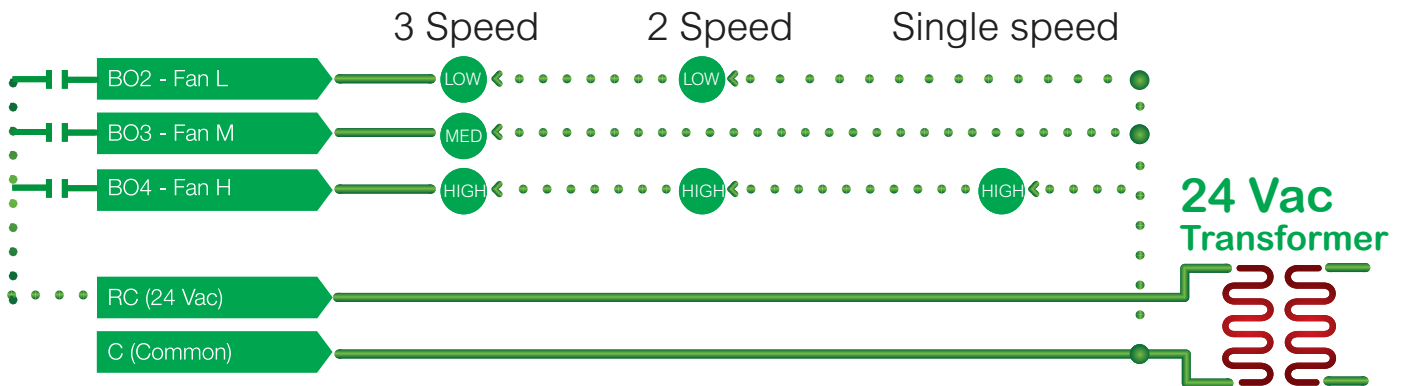 3 Speed 2 Speed Single speed
BO2 - Fan L LOW LOW
BO3 - Fan M MED
BO4 - Fan H HIGH HIGH HIGH
24 Vac
Transformer
RC (24 Vac)
C (Common)